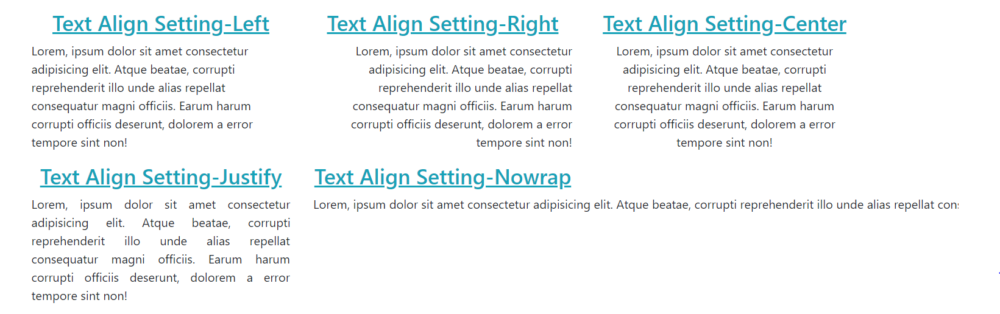 Text Align Setting-Left
Lorem, ipsum dolor sit amet consectetur
adipisicing elit. Atque beatae, corrupti
reprehenderit illo unde alias repellat
consequatur magni officiis. Earum harum
corrupti officiis deserunt, dolorem a error
tempore sint non!
Text Align Setting-Right
Lorem, ipsum dolor sit amet consectetur
adipisicing elit. Atque beatae, corrupti
reprehenderit illo unde alias repellat
consequatur magni officiis. Earum harum
corrupti officiis deserunt, dolorem a error
tempore sint non!
Text Align Setting-Center
Lorem, ipsum dolor sit amet consectetur
adipisicing elit. Atque beatae, corrupti
reprehenderit illo unde alias repellat
consequatur magni officiis. Earum harum
corrupti officiis deserunt, dolorem a error
tempore sint non!
Text Align Setting-Justify
Lorem, ipsum dolor sit amet consectetur
adipisicing elit. Atque beatae, corrupti
reprehenderit illo unde alias repellat
consequatur magni officiis. Earum harum
corrupti officiis deserunt, dolorem a error
tempore sint non!
Text Align Setting-Nowrap
Lorem, ipsum dolor sit amet consectetur adipisicing elit. Atque beatae, corrupti reprehenderit illo unde alias repellat